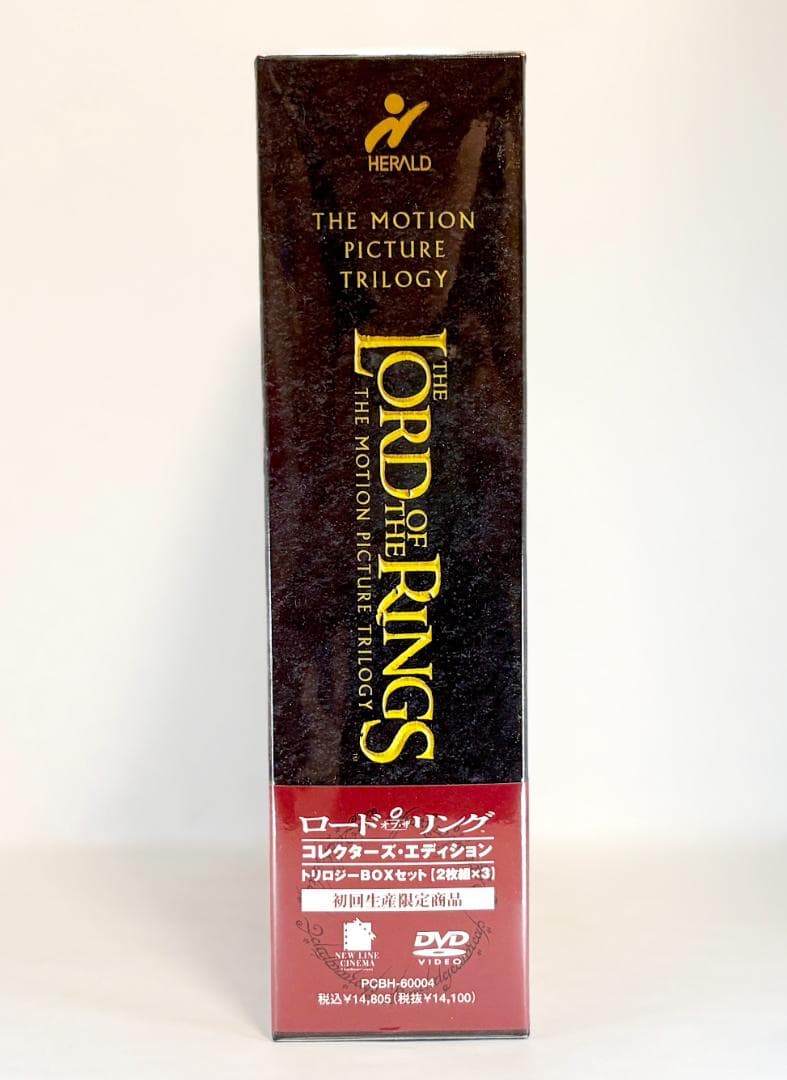 HERALD
THE MOTION
PICTURE
TRILOGY
THE
LORD OF THE RINGS
THE MOTION PICTURE TRILOGY
TM
ロード オブ・ザ リング
コレクターズ・エディション
トリロジーBOXセット [2枚組×3]
初回生産限定商品
NEW LINE
CINEMA
DVD
VIDEO
PCBH-60004
税込¥14,805(税抜¥14,100)